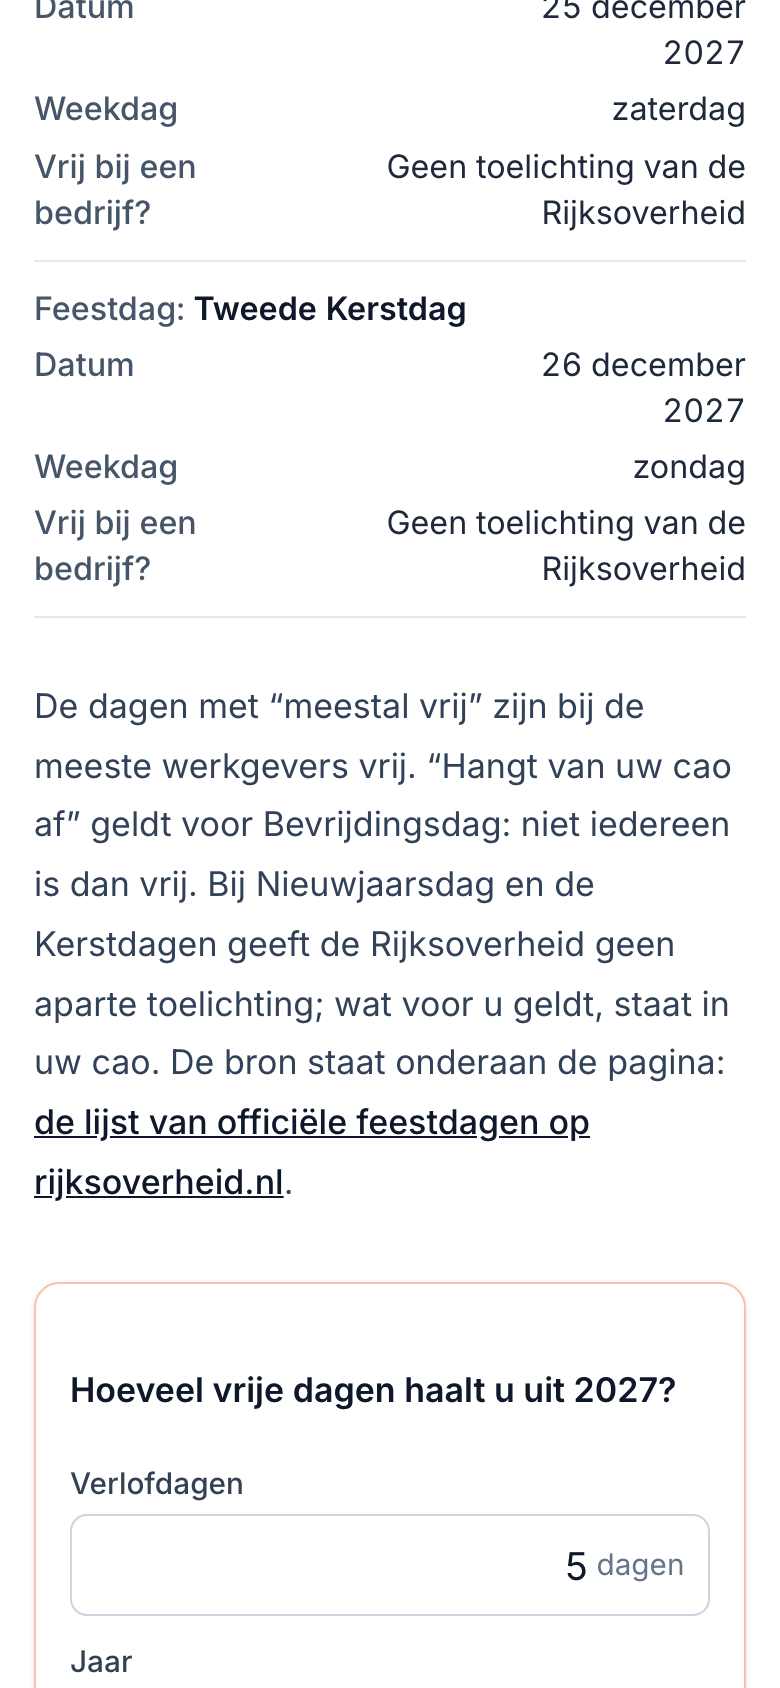 Datum
25 december
2027
Weekdag
zaterdag
Vrij bij een
bedrijf?
Geen toelichting van de
Rijksoverheid
Feestdag: Tweede Kerstdag
Datum
26 december
2027
Weekdag
zondag
Vrij bij een
bedrijf?
Geen toelichting van de
Rijksoverheid
De dagen met “meestal vrij” zijn bij de
meeste werkgevers vrij. “Hangt van uw cao
af” geldt voor Bevrijdingsdag: niet iedereen
is dan vrij. Bij Nieuwjaarsdag en de
Kerstdagen geeft de Rijksoverheid geen
aparte toelichting; wat voor u geldt, staat in
uw cao. De bron staat onderaan de pagina:
de lijst van officiële feestdagen op
rijksoverheid.nl.
Hoeveel vrije dagen haalt u uit 2027?
Verlofdagen
5 dagen
Jaar